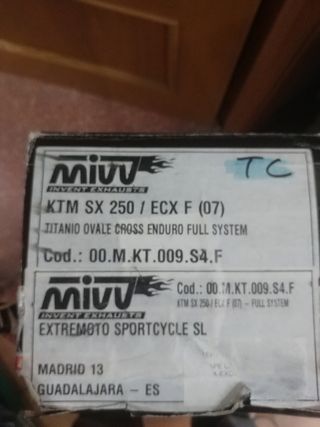 mivv
TC
INVENT EXHAUSTS
KTM SX 250 / ECX F (07)
TITANIO OVALE CROSS ENDURO FULL SYSTEM
Cod.: 00.M.KT.009.S4.F
mivv
INVENT EXHAUSTS
Cod.: 00.M.KT.009.S4.F
KTM SX 250 / ECX F (07) - FULL SYSTEM
EXTREMOTO SPORTCYCLE SL
MADRID 13
GUADALAJARA - ES